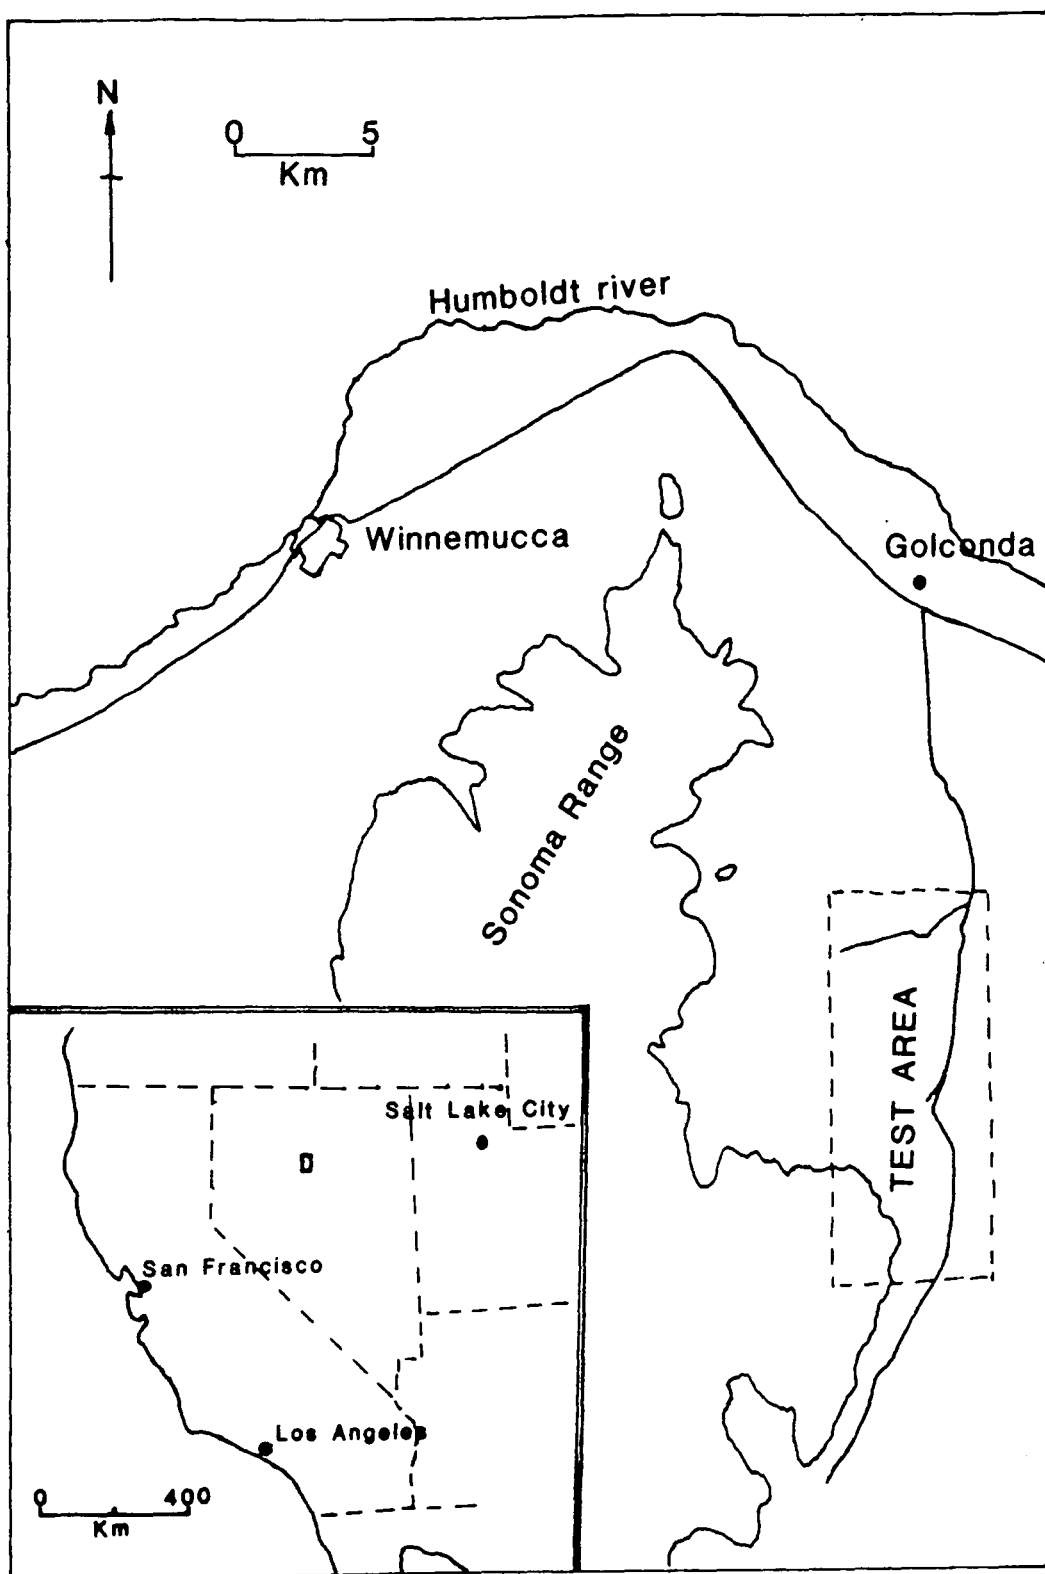 N
0 5
Km
Humboldt river
Winnemucca
Golconda
Sonoma Range
TEST AREA
Salt Lake City
San Francisco
Los Angeles
0 400
Km